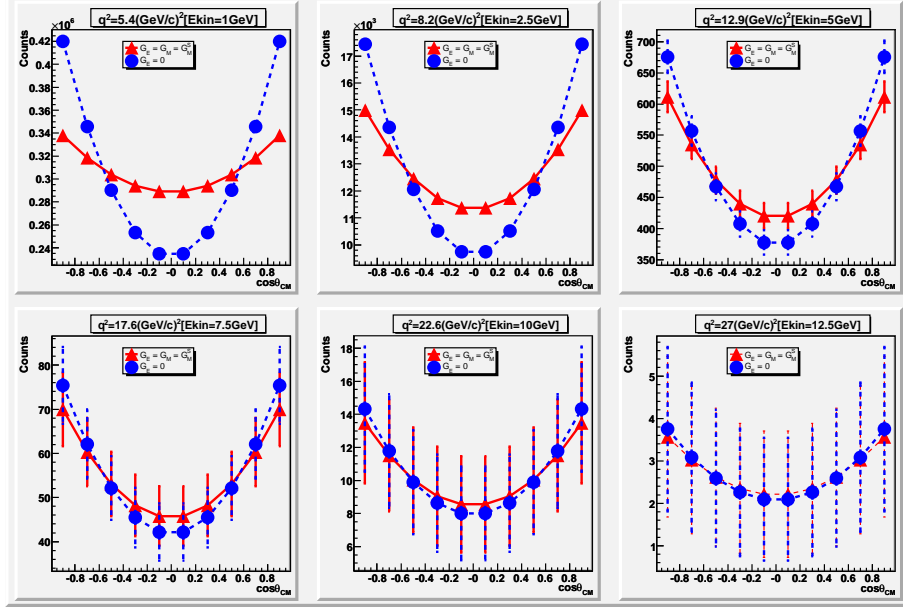 q²=5.4(GeV/c)²[Ekin=1GeV]
×10⁶
Counts
G_E = G_M = G_M^S
G_E = 0
0.42
0.4
0.38
0.36
0.34
0.32
0.3
0.28
0.26
0.24
-0.8 -0.6 -0.4 -0.2 -0 0.2 0.4 0.6 0.8
cosθ_CM
q²=8.2(GeV/c)²[Ekin=2.5GeV]
×10³
Counts
G_E = G_M = G_M^S
G_E = 0
17
16
15
14
13
12
11
10
-0.8 -0.6 -0.4 -0.2 -0 0.2 0.4 0.6 0.8
cosθ_CM
q²=12.9(GeV/c)²[Ekin=5GeV]
Counts
G_E = G_M = G_M^S
G_E = 0
700
650
600
550
500
450
400
350
-0.8 -0.6 -0.4 -0.2 -0 0.2 0.4 0.6 0.8
cosθ_CM
q²=17.6(GeV/c)²[Ekin=7.5GeV]
Counts
G_E = G_M = G_M^S
G_E = 0
80
70
60
50
40
-0.8 -0.6 -0.4 -0.2 -0 0.2 0.4 0.6 0.8
cosθ_CM
q²=22.6(GeV/c)²[Ekin=10GeV]
Counts
G_E = G_M = G_M^S
G_E = 0
18
16
14
12
10
8
6
-0.8 -0.6 -0.4 -0.2 -0 0.2 0.4 0.6 0.8
cosθ_CM
q²=27(GeV/c)²[Ekin=12.5GeV]
Counts
G_E = G_M = G_M^S
G_E = 0
5
4
3
2
1
-0.8 -0.6 -0.4 -0.2 -0 0.2 0.4 0.6 0.8
cosθ_CM